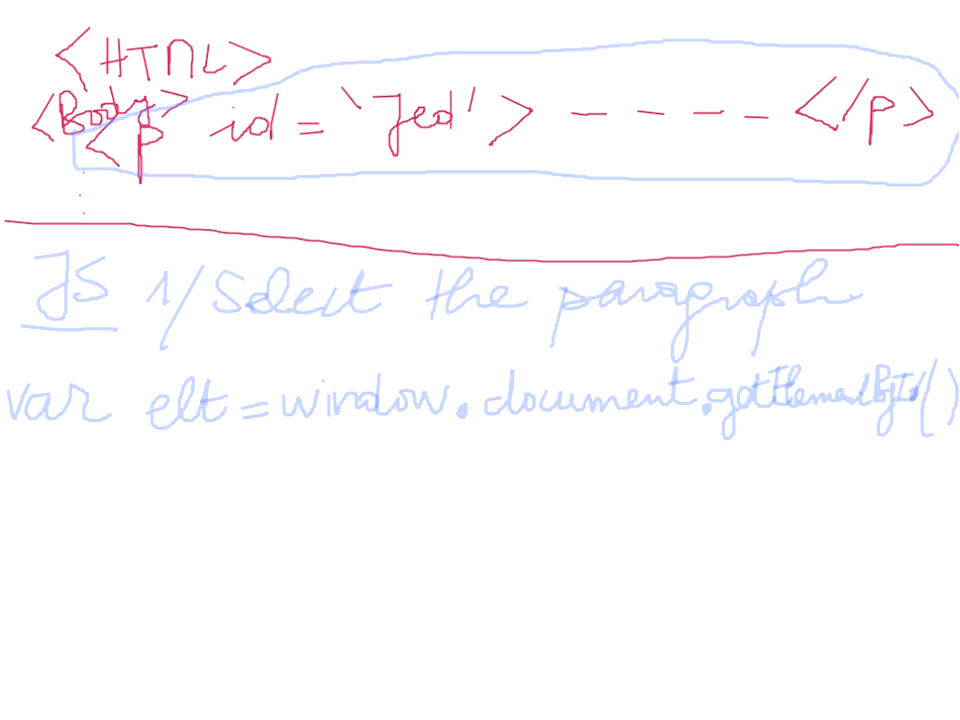 <HTML>
<Body>
<p id = 'Jed'> - - - - </p>
JS 1/ Select the paragraph
var elt = window.document.getElementById()